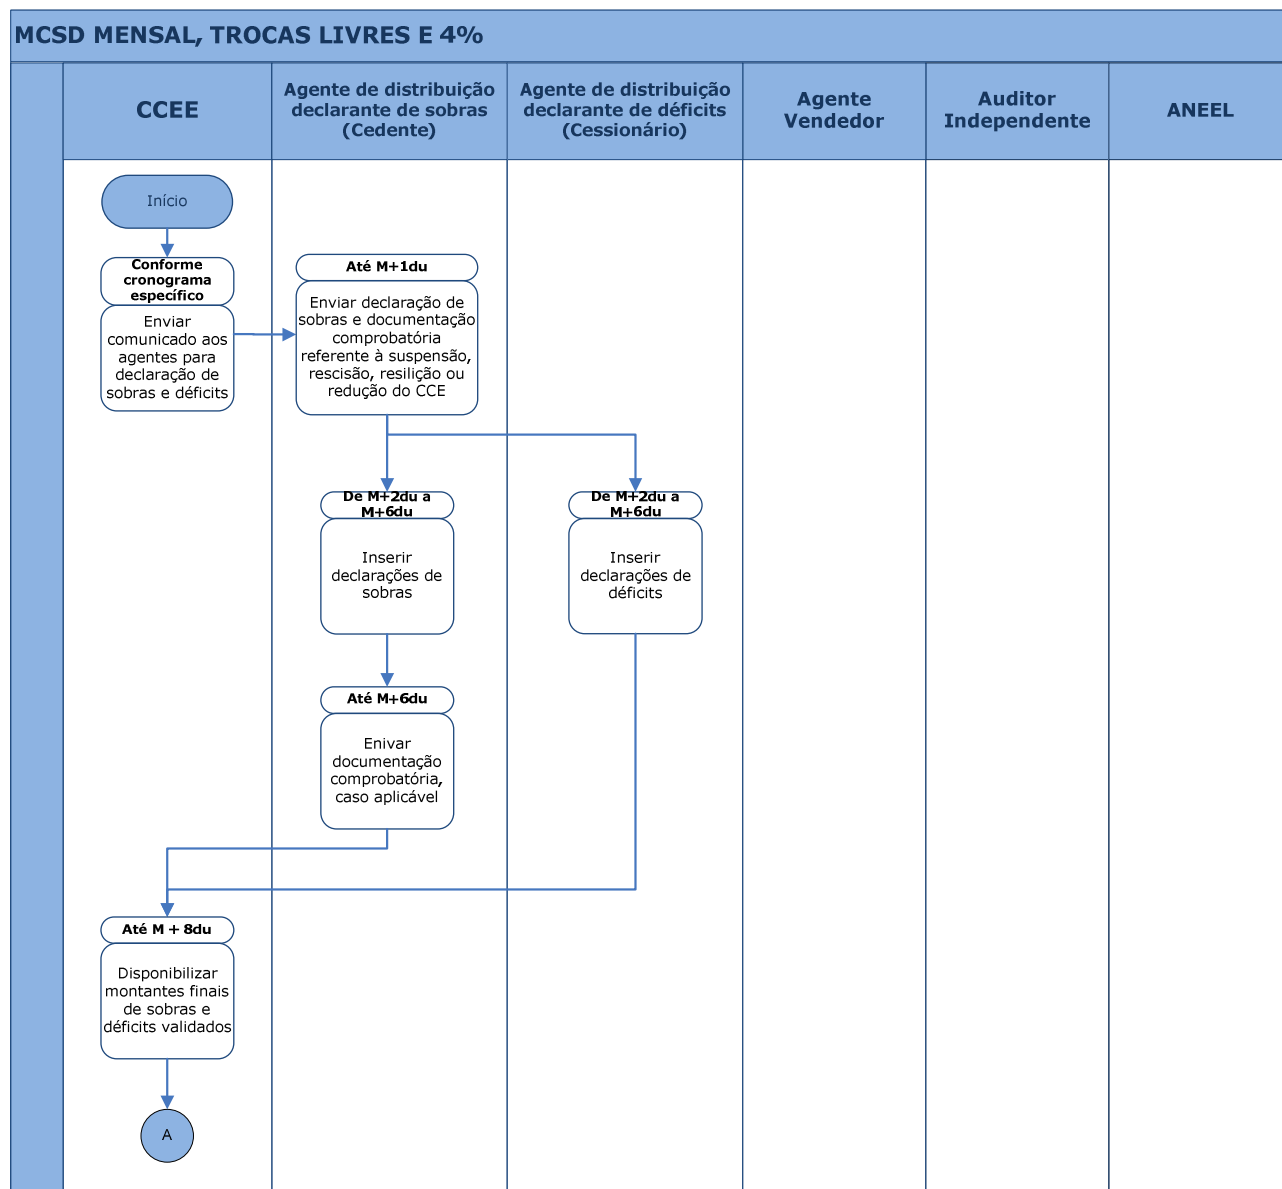 MCSD MENSAL, TROCAS LIVRES E 4%
CCEE
Agente de distribuição
declarante de sobras
(Cedente)
Agente de distribuição
declarante de déficits
(Cessionário)
Agente
Vendedor
Auditor
Independente
ANEEL
Início
Conforme
cronograma
específico
Enviar
comunicado aos
agentes para
declaração de
sobras e déficits
Até M+1du
Enviar declaração de
sobras e documentação
comprobatória
referente à suspensão,
rescisão, resilição ou
redução do CCE
De M+2du a
M+6du
Inserir
declarações de
sobras
De M+2du a
M+6du
Inserir
declarações de
déficits
Até M+6du
Enivar
documentação
comprobatória,
caso aplicável
Até M + 8du
Disponibilizar
montantes finais
de sobras e
déficits validados
A